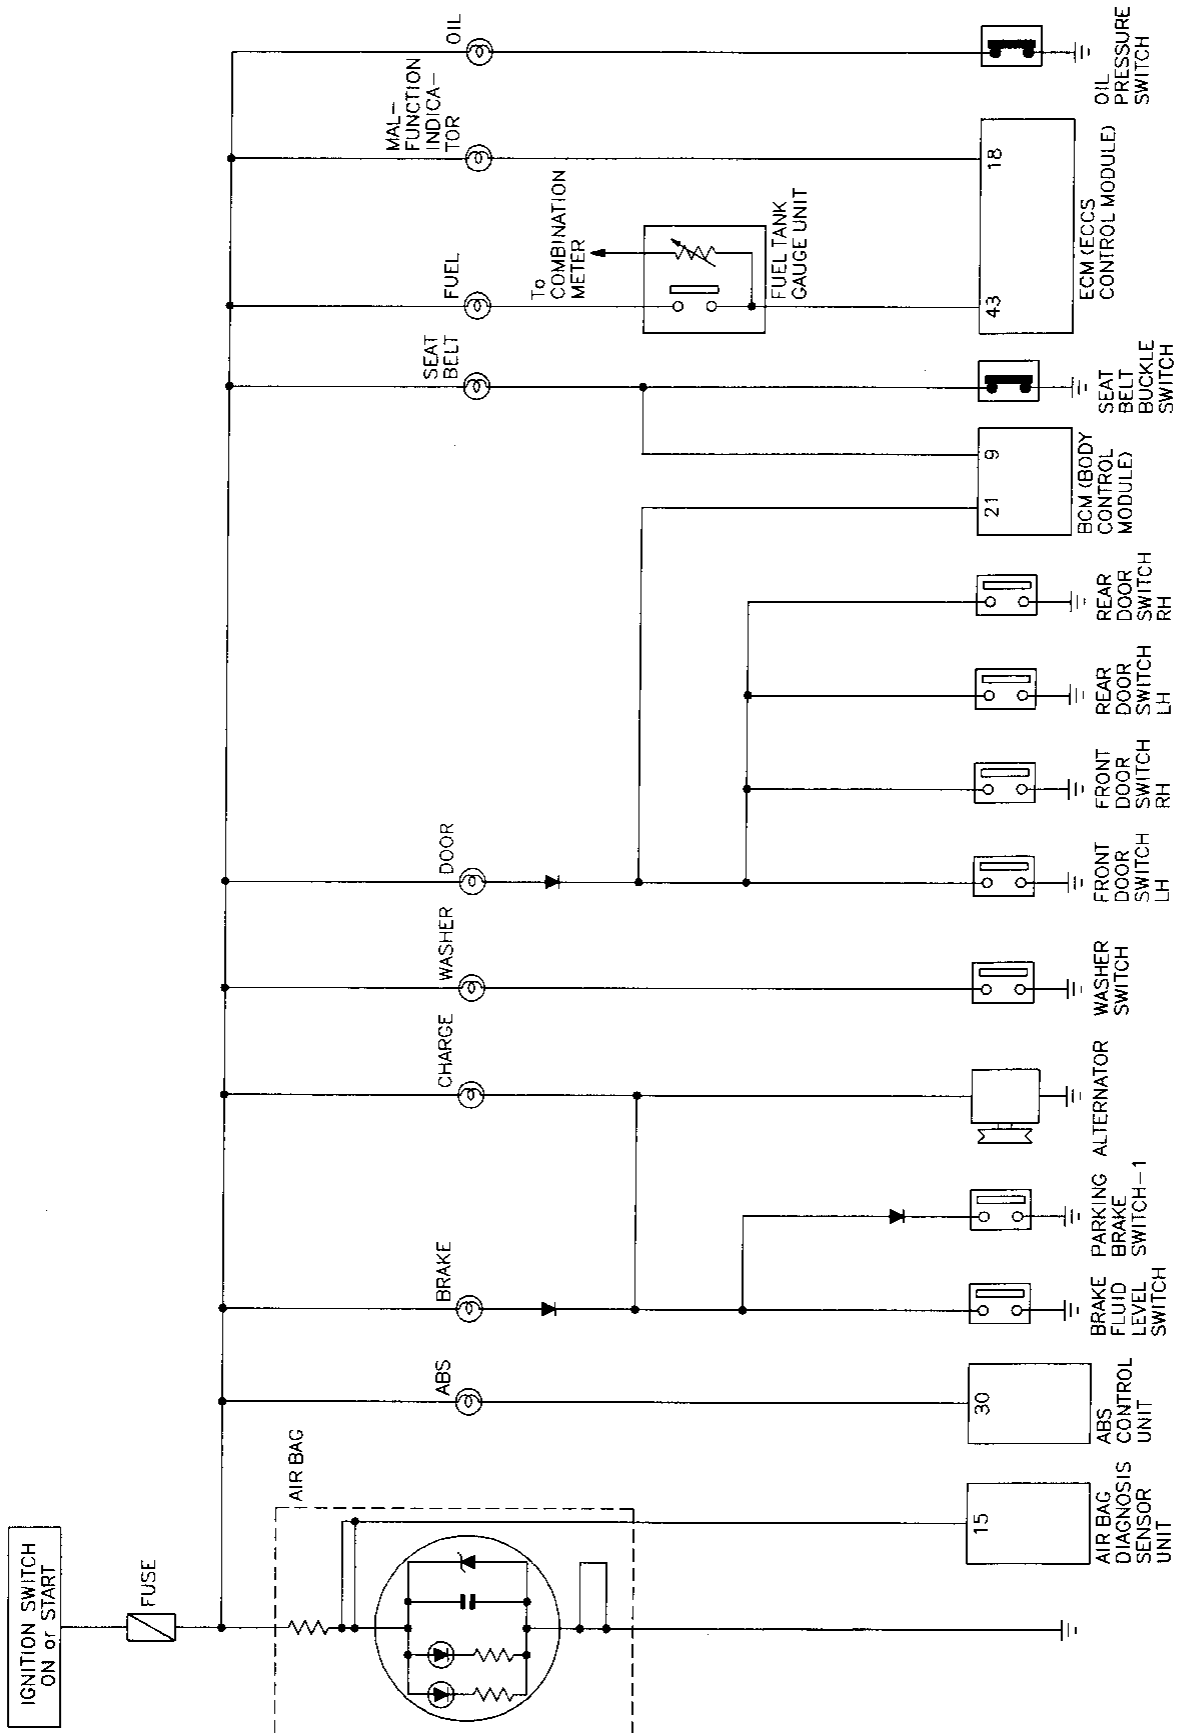 IGNITION SWITCH
ON or START
FUSE
AIR BAG
ABS
BRAKE
CHARGE
WASHER
DOOR
SEAT
BELT
FUEL
MAL-
FUNCTION
INDICA-
TOR
OIL
To
COMBINATION
METER
FUEL TANK
GAUGE UNIT
15
30
21
9
43
18
AIR BAG
DIAGNOSIS
SENSOR
UNIT
ABS
CONTROL
UNIT
BRAKE
FLUID
LEVEL
SWITCH
PARKING
BRAKE
SWITCH-1
ALTERNATOR
WASHER
SWITCH
FRONT
DOOR
SWITCH
LH
FRONT
DOOR
SWITCH
RH
REAR
DOOR
SWITCH
LH
REAR
DOOR
SWITCH
RH
BCM (BODY
CONTROL
MODULE)
SEAT
BELT
BUCKLE
SWITCH
ECM (ECCS
CONTROL MODULE)
OIL
PRESSURE
SWITCH